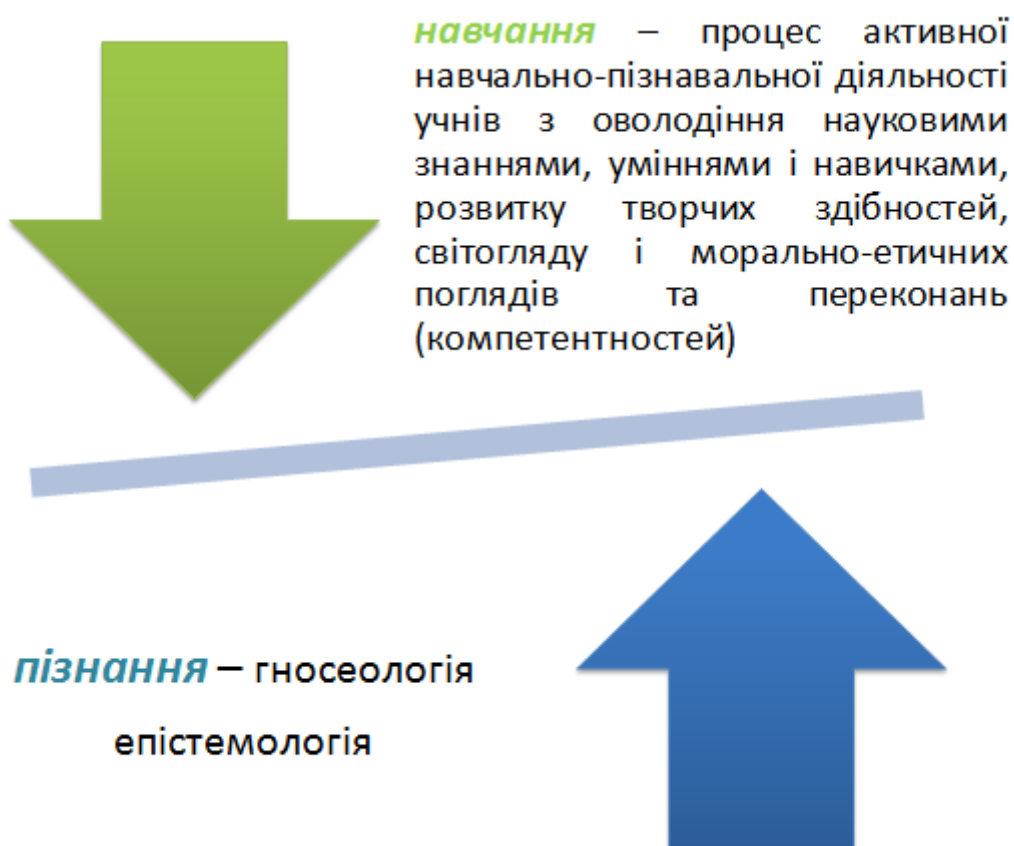 навчання – процес активної
навчально-пізнавальної діяльності
учнів з оволодіння науковими
знаннями, уміннями і навичками,
розвитку творчих здібностей,
світогляду і морально-етичних
поглядів та переконань
(компетентностей)
пізнання – гносеологія
епістемологія